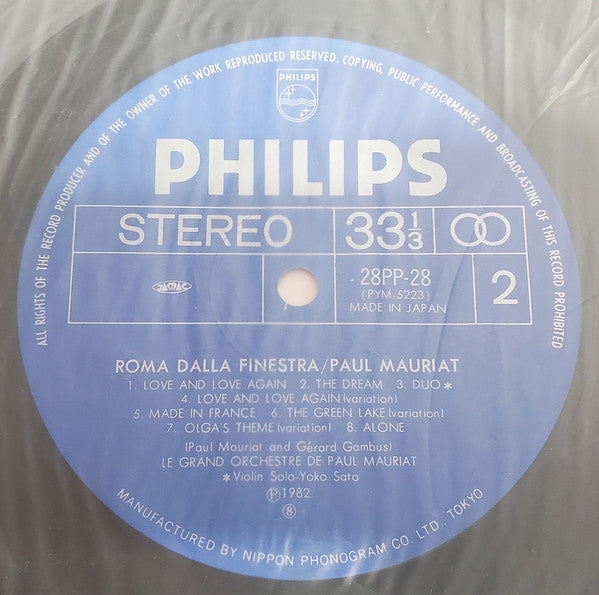 ALL RIGHTS OF THE RECORD PRODUCER AND OF THE OWNER OF THE WORK REPRODUCED RESERVED. COPYING, PUBLIC PERFORMANCE AND BROADCASTING OF THIS RECORD PROHIBITED
PHILIPS
PHILIPS
STEREO 33⅓
JASRAC
28PP-28
(PYM-5223)
MADE IN JAPAN
2
ROMA DALLA FINESTRA/PAUL MAURIAT
1. LOVE AND LOVE AGAIN 2. THE DREAM 3. DUO*
4. LOVE AND LOVE AGAIN(variation)
5. MADE IN FRANCE 6. THE GREEN LAKE(variation)
7. OLGA'S THEME(variation) 8. ALONE
(Paul Mauriat and Gérard Gambus)
LE GRAND ORCHESTRE DE PAUL MAURIAT
*Violin Solo-Yoko Sato
Ⓟ1982
⑧
MANUFACTURED BY NIPPON PHONOGRAM CO. LTD., TOKYO